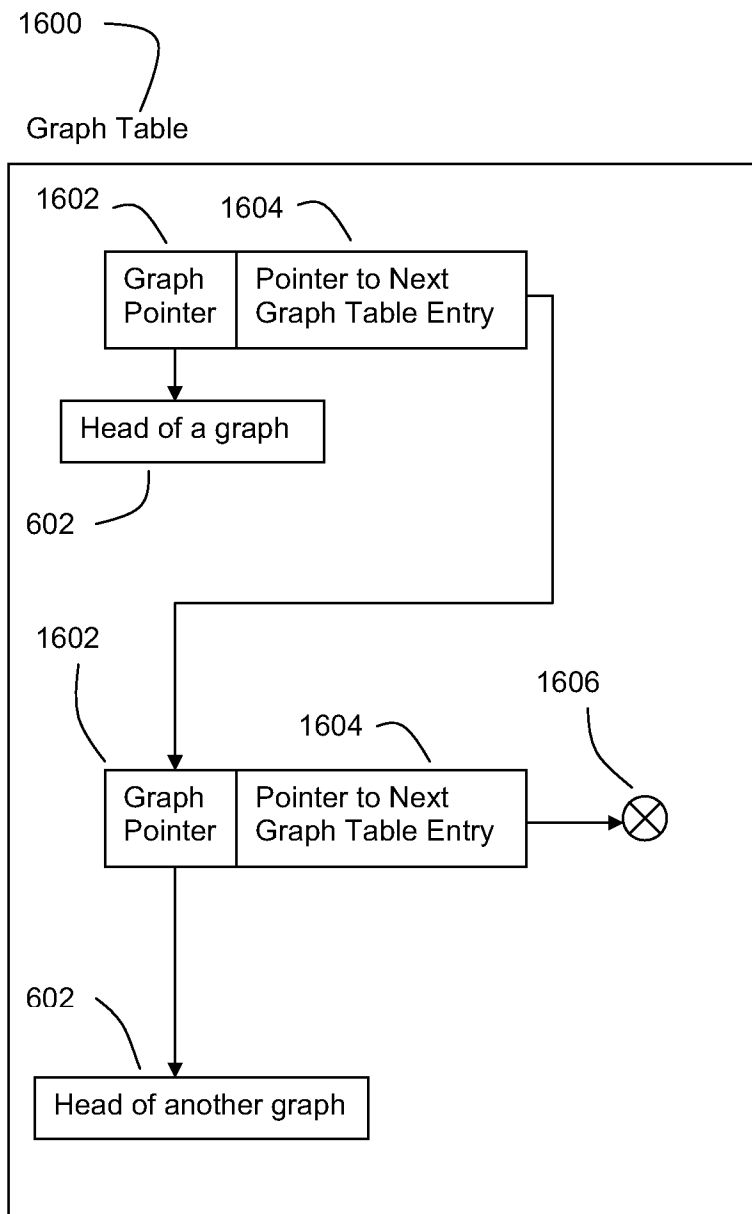 1600
Graph Table
1602
1604
Graph
Pointer
Pointer to Next
Graph Table Entry
Head of a graph
602
1602
1604
1606
Graph
Pointer
Pointer to Next
Graph Table Entry
602
Head of another graph